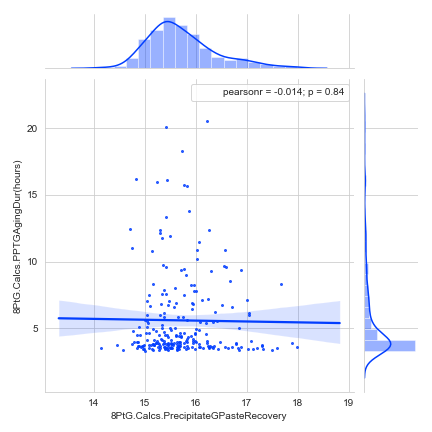 pearsonr = -0.014; p = 0.84
8PtG.Calcs.PPTGAgingDur(hours)
20
15
10
5
14 15 16 17 18 19
8PtG.Calcs.PrecipitateGPasteRecovery